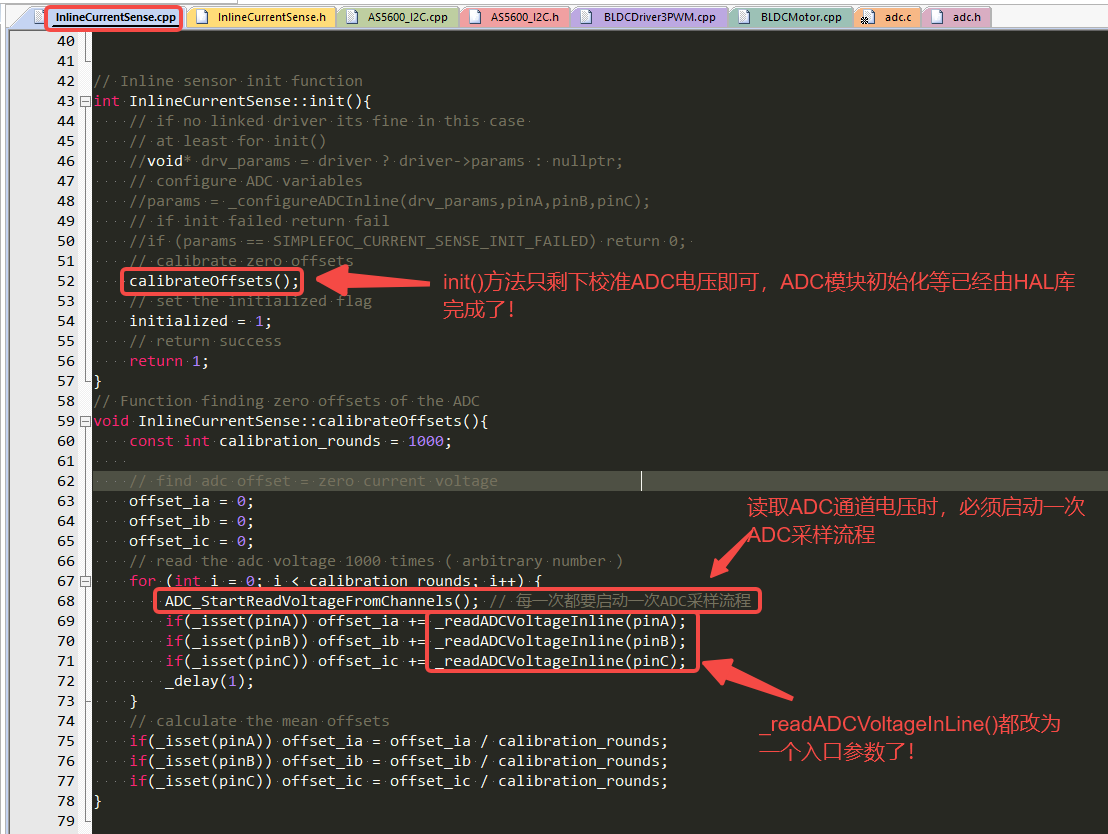 InlineCurrentSense.cpp InlineCurrentSense.h AS5600_I2C.cpp AS5600_I2C.h BLDCDriver3PWM.cpp BLDCMotor.cpp adc.c adc.h
40
41
42 // Inline sensor init function
43 int InlineCurrentSense::init(){
44 // if no linked driver its fine in this case
45 // at least for init()
46 //void* drv_params = driver ? driver->params : nullptr;
47 // configure ADC variables
48 //params = _configureADCInline(drv_params,pinA,pinB,pinC);
49 // if init failed return fail
50 //if (params == SIMPLEFOC_CURRENT_SENSE_INIT_FAILED) return 0;
51 // calibrate zero offsets
52 calibrateOffsets();
init()方法只剩下校准ADC电压即可，ADC模块初始化等已经由HAL库
完成了！
53 // set the initialized flag
54 initialized = 1;
55 // return success
56 return 1;
57 }
58 // Function finding zero offsets of the ADC
59 void InlineCurrentSense::calibrateOffsets(){
60 const int calibration_rounds = 1000;
61
62 // find adc offset = zero current voltage
63 offset_ia = 0;
64 offset_ib = 0;
65 offset_ic = 0;
读取ADC通道电压时，必须启动一次
ADC采样流程
66 // read the adc voltage 1000 times ( arbitrary number )
67 for (int i = 0; i < calibration_rounds; i++) {
68 ADC_StartReadVoltageFromChannels(); // 每一次都要启动一次ADC采样流程
69 if(_isset(pinA)) offset_ia += _readADCVoltageInline(pinA);
70 if(_isset(pinB)) offset_ib += _readADCVoltageInline(pinB);
71 if(_isset(pinC)) offset_ic += _readADCVoltageInline(pinC);
72 _delay(1);
73 }
_readADCVoltageInLine()都改为
一个入口参数了！
74 // calculate the mean offsets
75 if(_isset(pinA)) offset_ia = offset_ia / calibration_rounds;
76 if(_isset(pinB)) offset_ib = offset_ib / calibration_rounds;
77 if(_isset(pinC)) offset_ic = offset_ic / calibration_rounds;
78 }
79